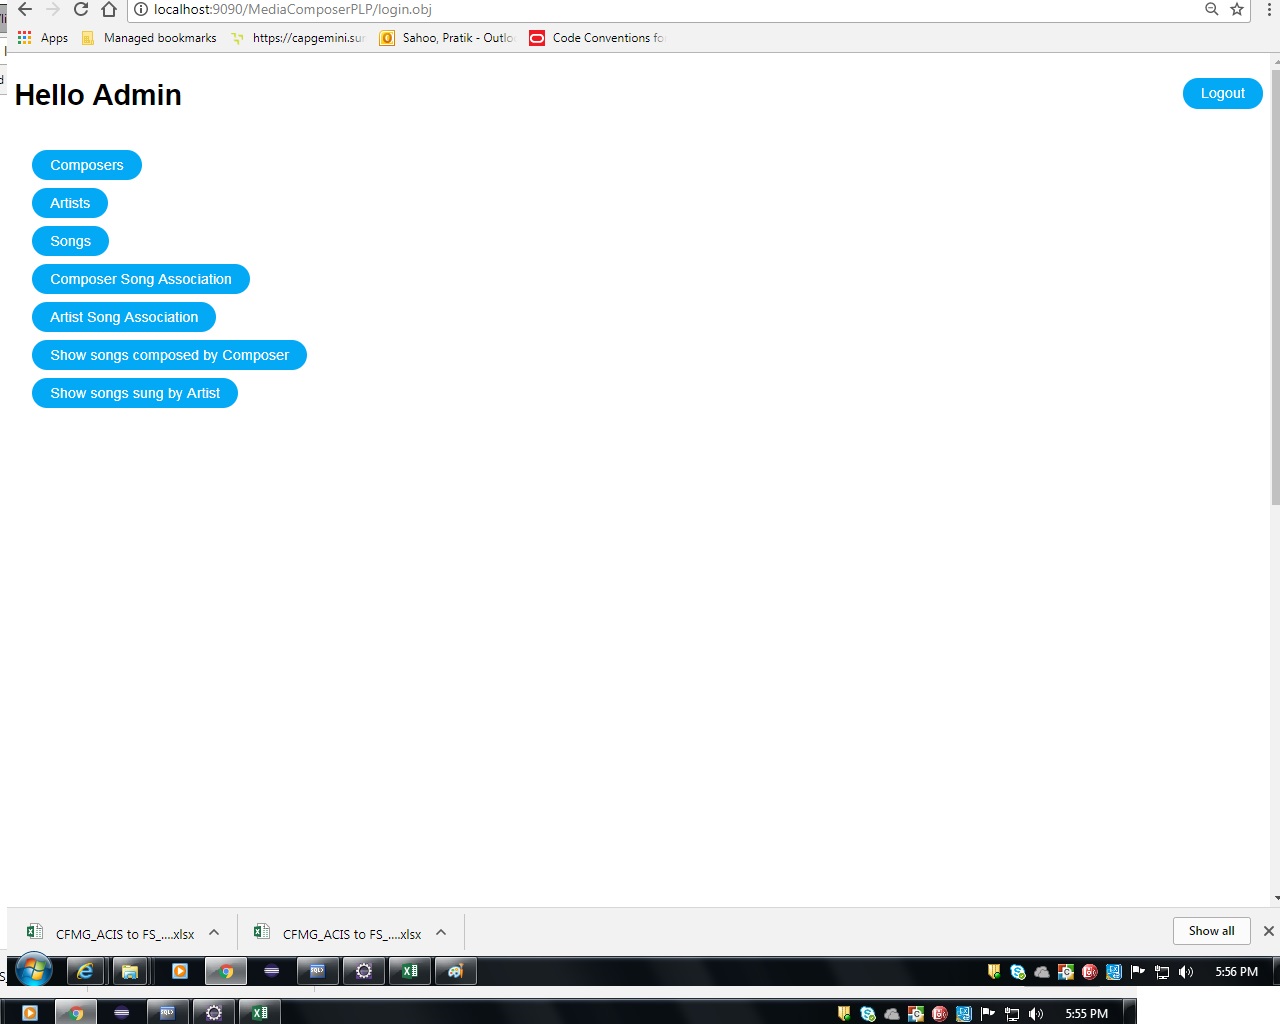 localhost:9090/MediaComposerPLP/login.obj
Apps Managed bookmarks https://capgemini.sur Sahoo, Pratik - Outlo Code Conventions fo
Hello Admin
Logout
Composers
Artists
Songs
Composer Song Association
Artist Song Association
Show songs composed by Composer
Show songs sung by Artist
CFMG_ACIS to FS_....xlsx CFMG_ACIS to FS_....xlsx Show all
5:56 PM
5:55 PM